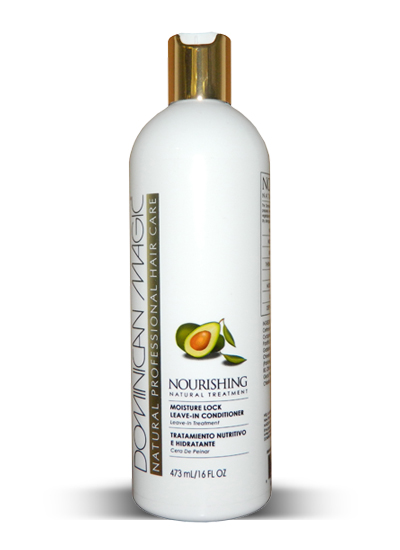 DOMINICAN MAGIC
NATURAL PROFESSIONAL HAIR CARE
NOURISHING
NATURAL TREATMENT
MOISTURE LOCK
LEAVE-IN CONDITIONER
Leave-in Treatment
TRATAMIENTO NUTRITIVO
E HIDRATANTE
Cera De Peinar
473 mL/16 FL OZ